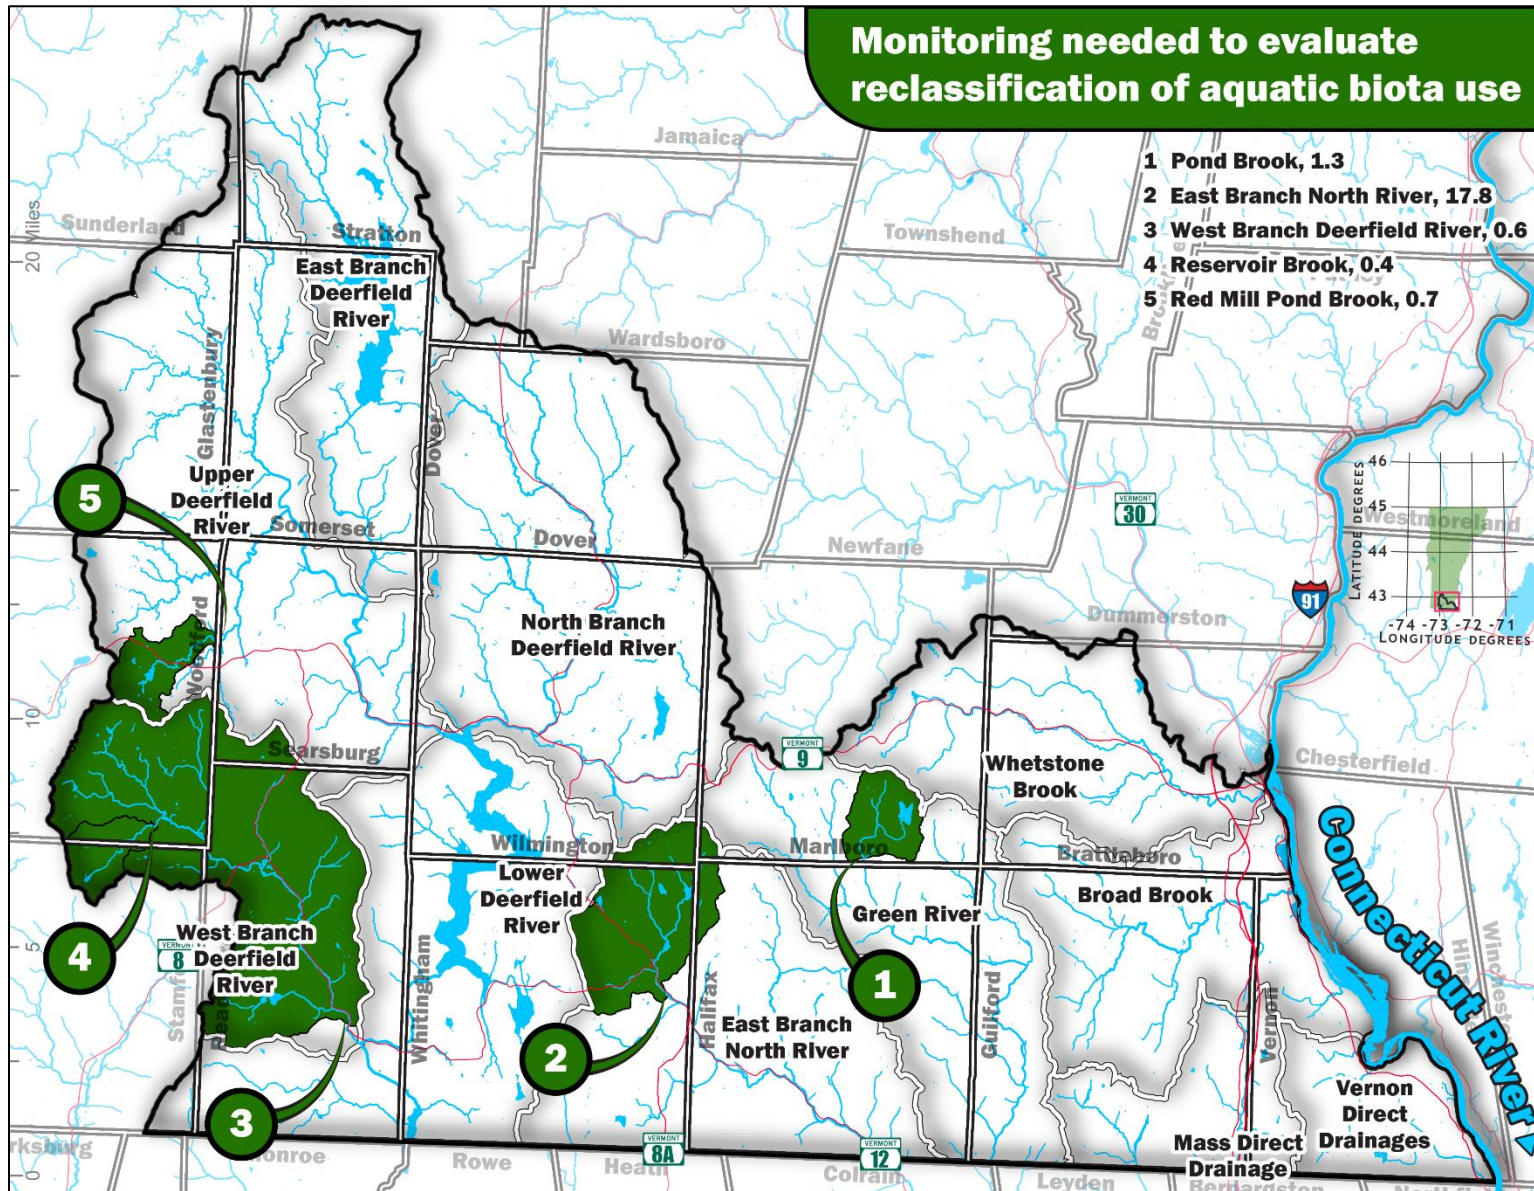 Monitoring needed to evaluate
reclassification of aquatic biota use
1 Pond Brook, 1.3
2 East Branch North River, 17.8
3 West Branch Deerfield River, 0.6
4 Reservoir Brook, 0.4
5 Red Mill Pond Brook, 0.7
Jamaica
Sunderland
Stratton
Townshend
20 Miles
East Branch
Deerfield
River
Wardsboro
Glastenbury
Dover
5
Upper
Deerfield
River
Somerset
Dover
Newfane
VERMONT
30
LATITUDE DEGREES
46
45
44
43
-74 -73 -72 -71
LONGITUDE DEGREES
Westmoreland
91
Dummerston
Woodford
North Branch
Deerfield River
10
Searsburg
VERMONT
9
Whetstone
Brook
Chesterfield
Wilmington
Marlboro
Brattleboro
Lower
Deerfield
River
Green River
Broad Brook
Connecticut River
4
5
VERMONT
8
West Branch
Deerfield
River
Whitingham
Halifax
Guilford
Vernon
1
2
East Branch
North RIver
3
Vernon
Direct
Drainages
Mass Direct
Drainage
VERMONT
8A
VERMONT
12
Rowe
Heath
Colrain
Leyden
0